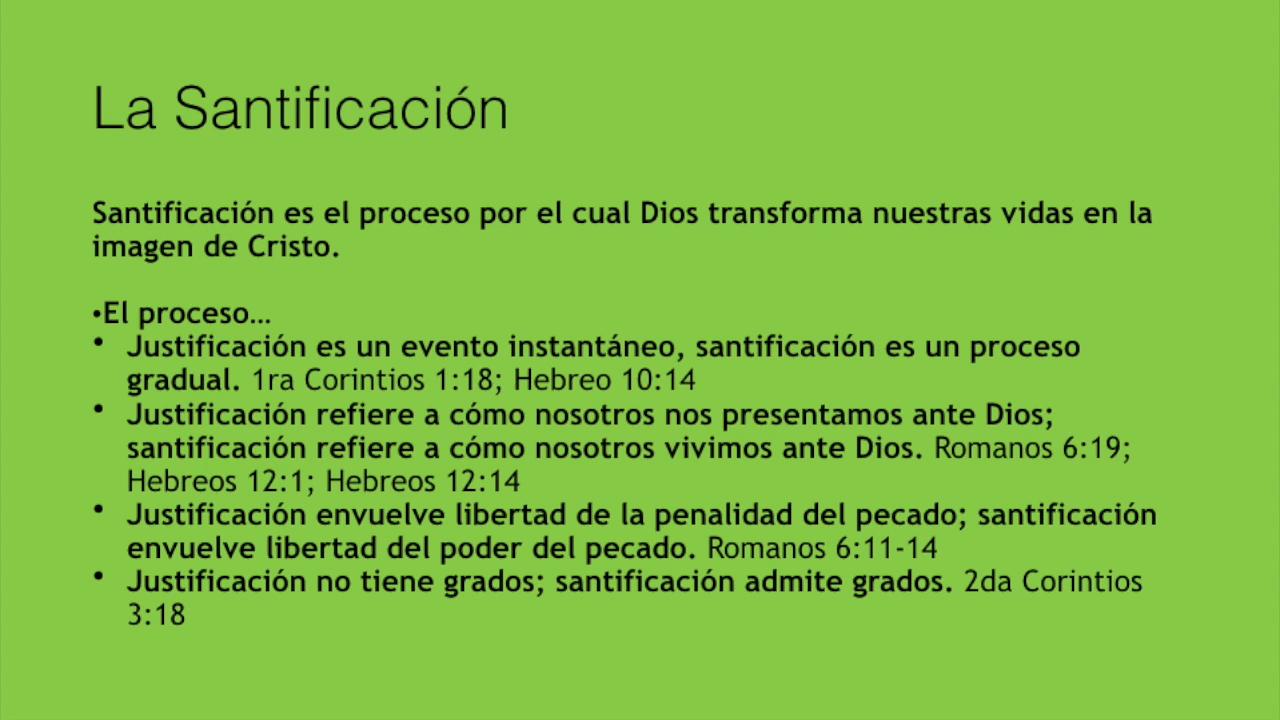 La Santificación
Santificación es el proceso por el cual Dios transforma nuestras vidas en la
imagen de Cristo.
•El proceso…
• Justificación es un evento instantáneo, santificación es un proceso
gradual. 1ra Corintios 1:18; Hebreo 10:14
• Justificación refiere a cómo nosotros nos presentamos ante Dios;
santificación refiere a cómo nosotros vivimos ante Dios. Romanos 6:19;
Hebreos 12:1; Hebreos 12:14
• Justificación envuelve libertad de la penalidad del pecado; santificación
envuelve libertad del poder del pecado. Romanos 6:11-14
• Justificación no tiene grados; santificación admite grados. 2da Corintios
3:18